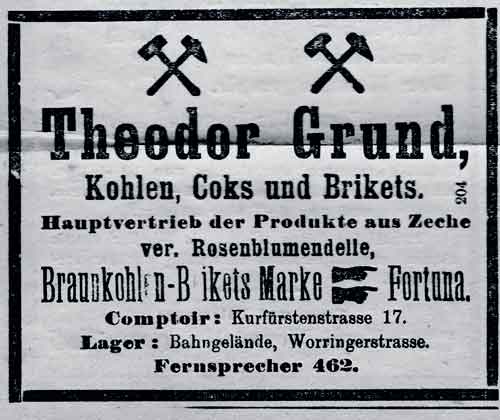 Theodor Grund,
Kohlen, Coks und Brikets.
204
Hauptvertrieb der Produkte aus Zeche
ver. Rosenblumendelle,
Braunkohlen-Brikets Marke Fortuna.
Comptoir: Kurfürstenstrasse 17.
Lager: Bahngelände, Worringerstrasse.
Fernsprecher 462.